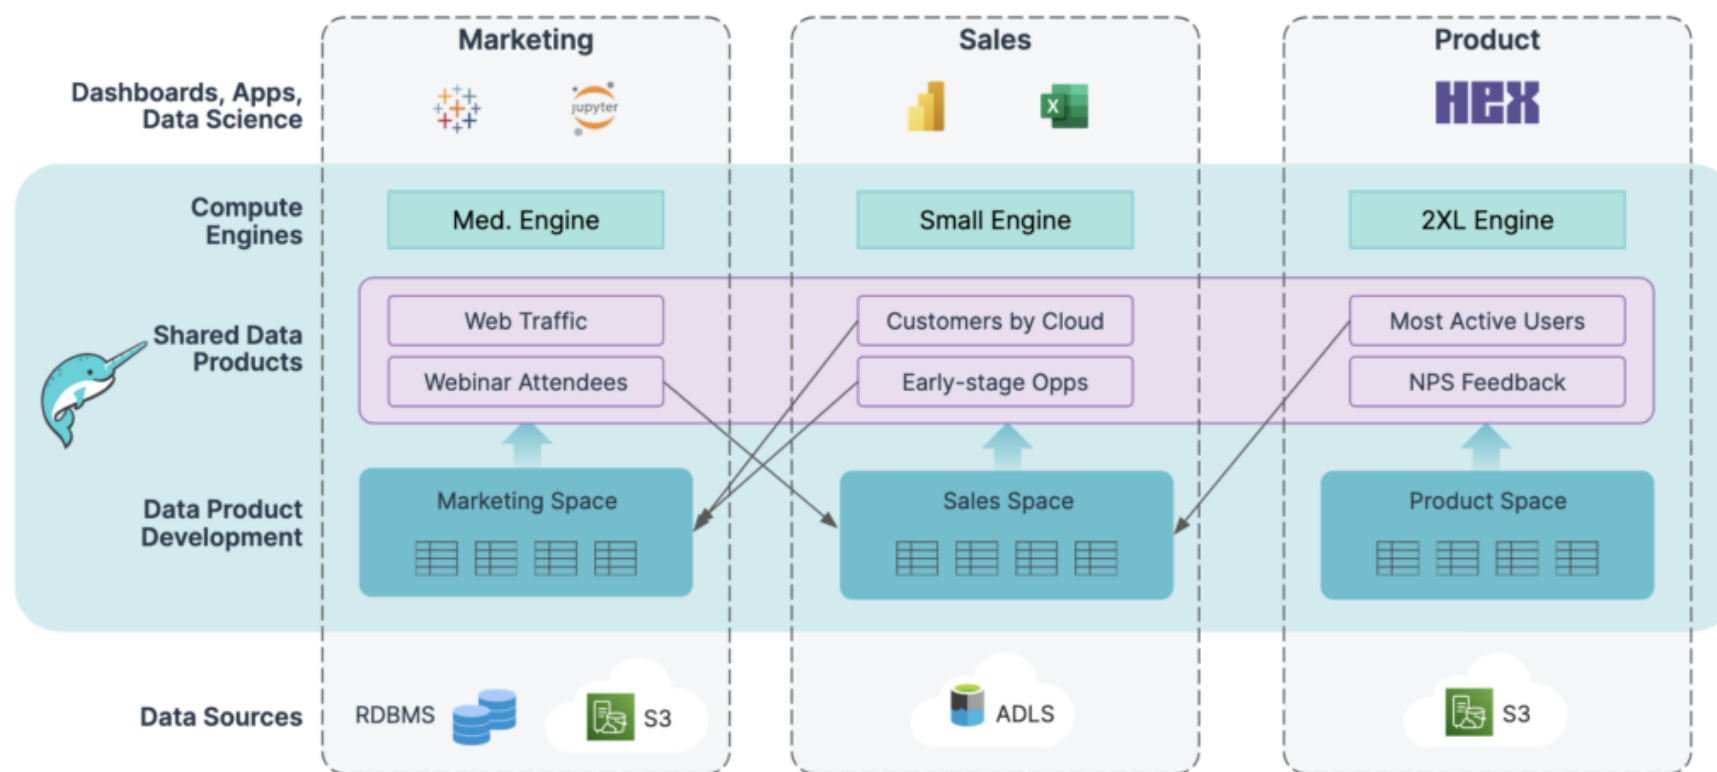 Marketing
Sales
Product
Dashboards, Apps,
Data Science
jupyter
X
HEX
Compute
Engines
Med. Engine
Small Engine
2XL Engine
Shared Data
Products
Web Traffic
Customers by Cloud
Most Active Users
Webinar Attendees
Early-stage Opps
NPS Feedback
Data Product
Development
Marketing Space
Sales Space
Product Space
Data Sources
RDBMS
S3
ADLS
S3